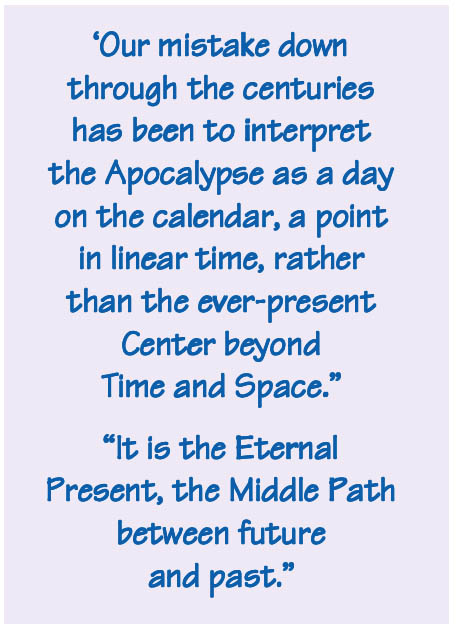 ‘Our mistake down
through the centuries
has been to interpret
the Apocalypse as a day
on the calendar, a point
in linear time, rather
than the ever-present
Center beyond
Time and Space.”
“It is the Eternal
Present, the Middle Path
between future
and past.”